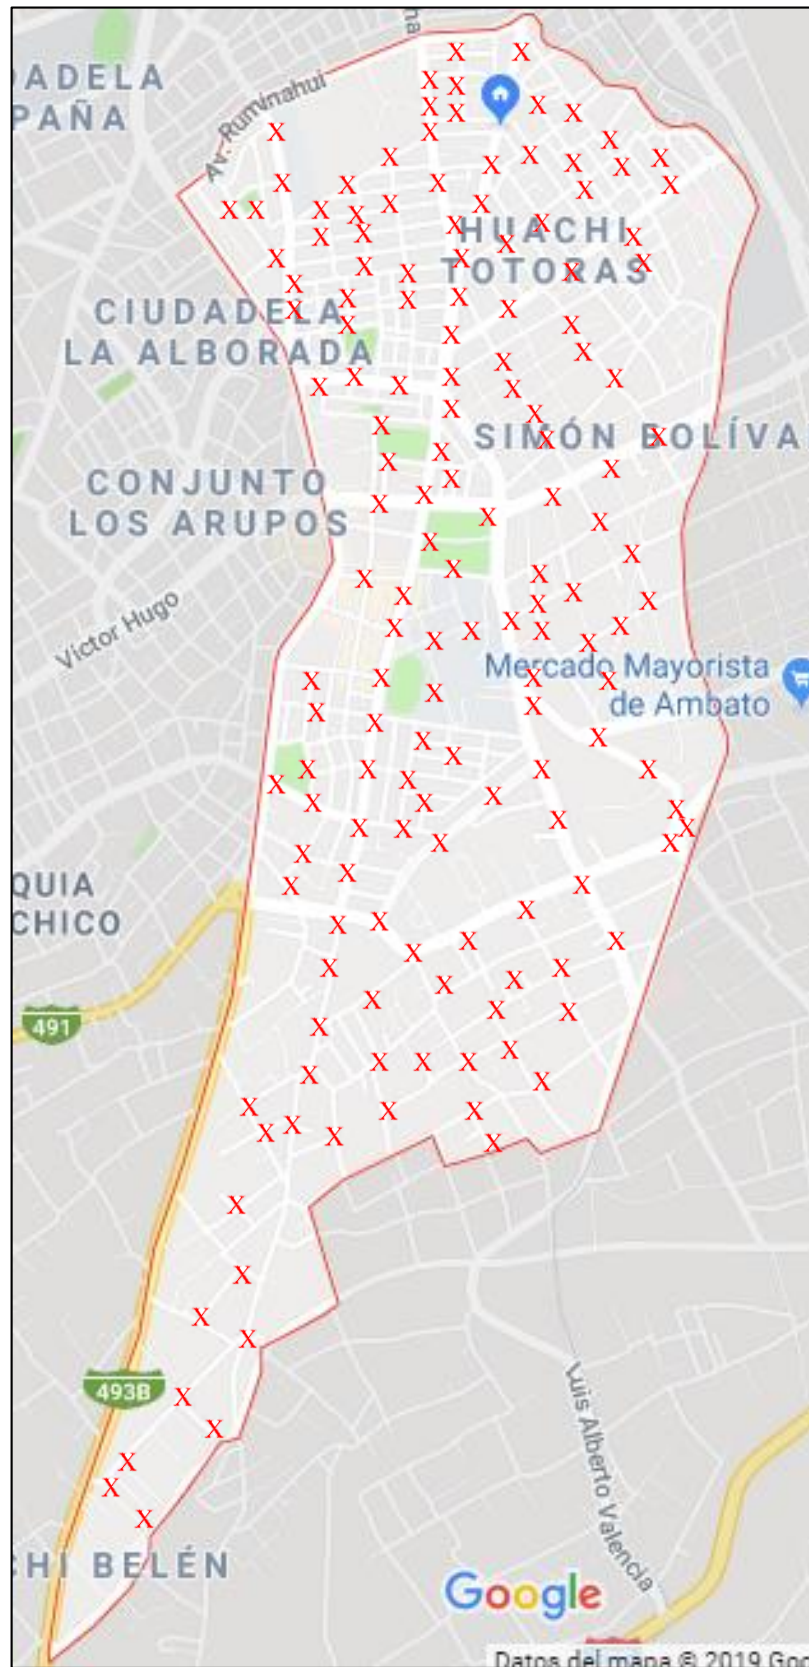 DADELA
PAÑA
Av. Rumiñahui
HUACHI
TOTORAS
CIUDADELA
LA ALBORADA
SIMÓN BOLÍVA
CONJUNTO
LOS ARUPOS
Victor Hugo
Mercado Mayorista
de Ambato
QUIA
CHICO
491
493B
Luis Alberto Valencia
CHI BELÉN
Google
Datos del mapa © 2019 Goo